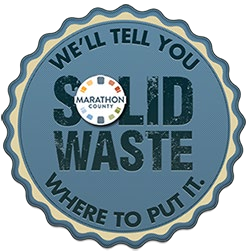 WE'LL TELL YOU
SOLID
MARATHON
COUNTY
WASTE
WHERE TO PUT IT.